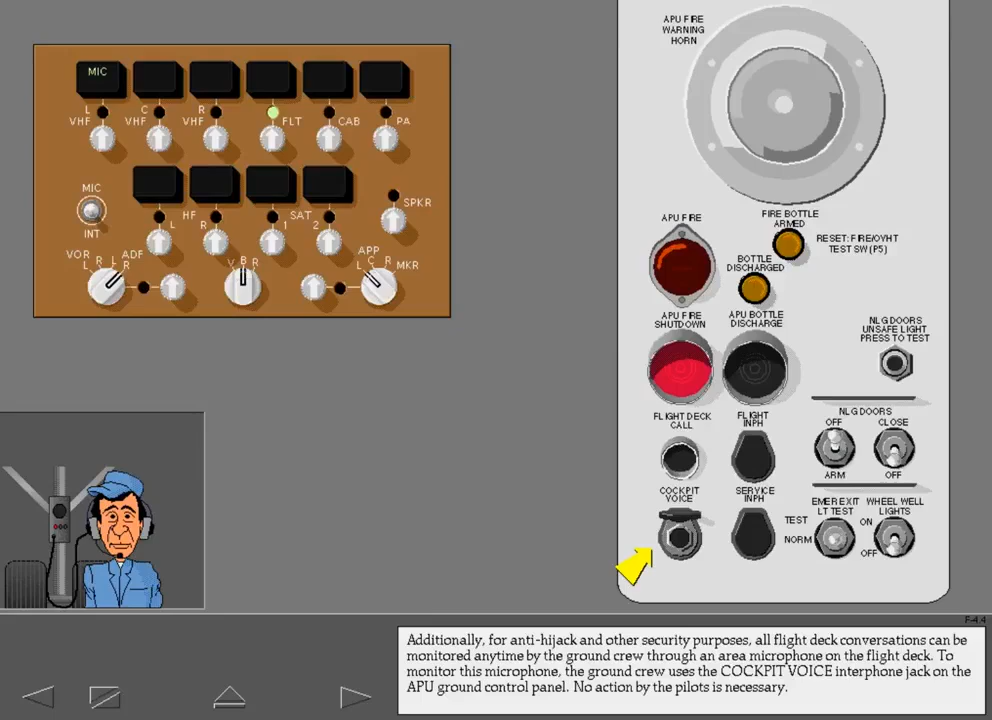 MIC
L
VHF
C
VHF
R
VHF
FLT
CAB
PA
MIC
INT
L
HF
R
1
SAT
2
SPKR
VOR
L R
ADF
L R
V B R
APP
L C R
MKR
APU FIRE
WARNING
HORN
APU FIRE
FIRE BOTTLE
ARMED
RESET: FIRE/OVHT
TEST SW (P5)
BOTTLE
DISCHARGED
APU FIRE
SHUTDOWN
APU BOTTLE
DISCHARGE
NLG DOORS
UNSAFE LIGHT
PRESS TO TEST
FLIGHT DECK
CALL
FLIGHT
INPH
NLG DOORS
OFF
CLOSE
ARM
OFF
COCKPIT
VOICE
SERVICE
INPH
EMER EXIT
LT TEST
WHEEL WELL
LIGHTS
TEST
NORM
ON
OFF
F-4.4
Additionally, for anti-hijack and other security purposes, all flight deck conversations can be
monitored anytime by the ground crew through an area microphone on the flight deck. To
monitor this microphone, the ground crew uses the COCKPIT VOICE interphone jack on the
APU ground control panel. No action by the pilots is necessary.